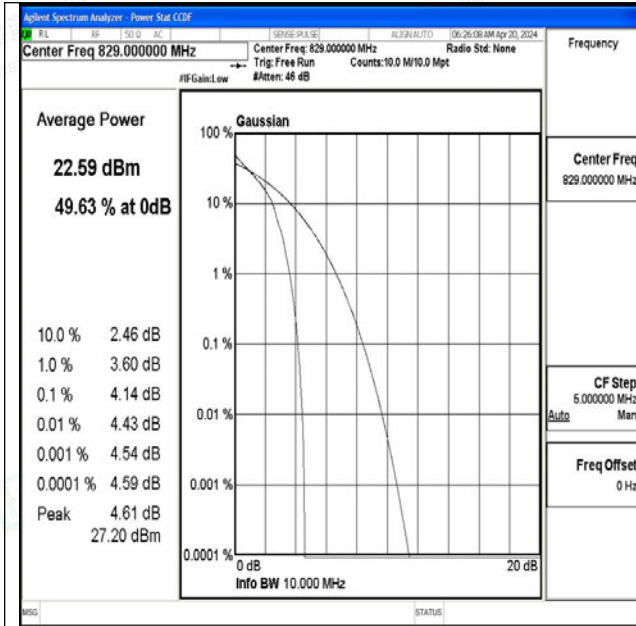 Agilent Spectrum Analyzer - Power Stat CCDF
RL RF 50 Ω AC SENSE:PULSE ALIGNAUTO 06:26:08 AM Apr 20, 2024
Center Freq 829.000000 MHz
Center Freq: 829.000000 MHz Radio Std: None
Trig: Free Run Counts:10.0 M/10.0 Mpt
#IFGain:Low #Atten: 46 dB
Frequency
Average Power
22.59 dBm
49.63 % at 0dB
10.0 % 2.46 dB
1.0 % 3.60 dB
0.1 % 4.14 dB
0.01 % 4.43 dB
0.001 % 4.54 dB
0.0001 % 4.59 dB
Peak 4.61 dB
27.20 dBm
Gaussian
100 %
10 %
1 %
0.1 %
0.01 %
0.001 %
0.0001 %
0 dB 20 dB
Info BW 10.000 MHz
Center Freq
829.000000 MHz
CF Step
5.000000 MHz
Auto Man
Freq Offset
0 Hz
MSG STATUS